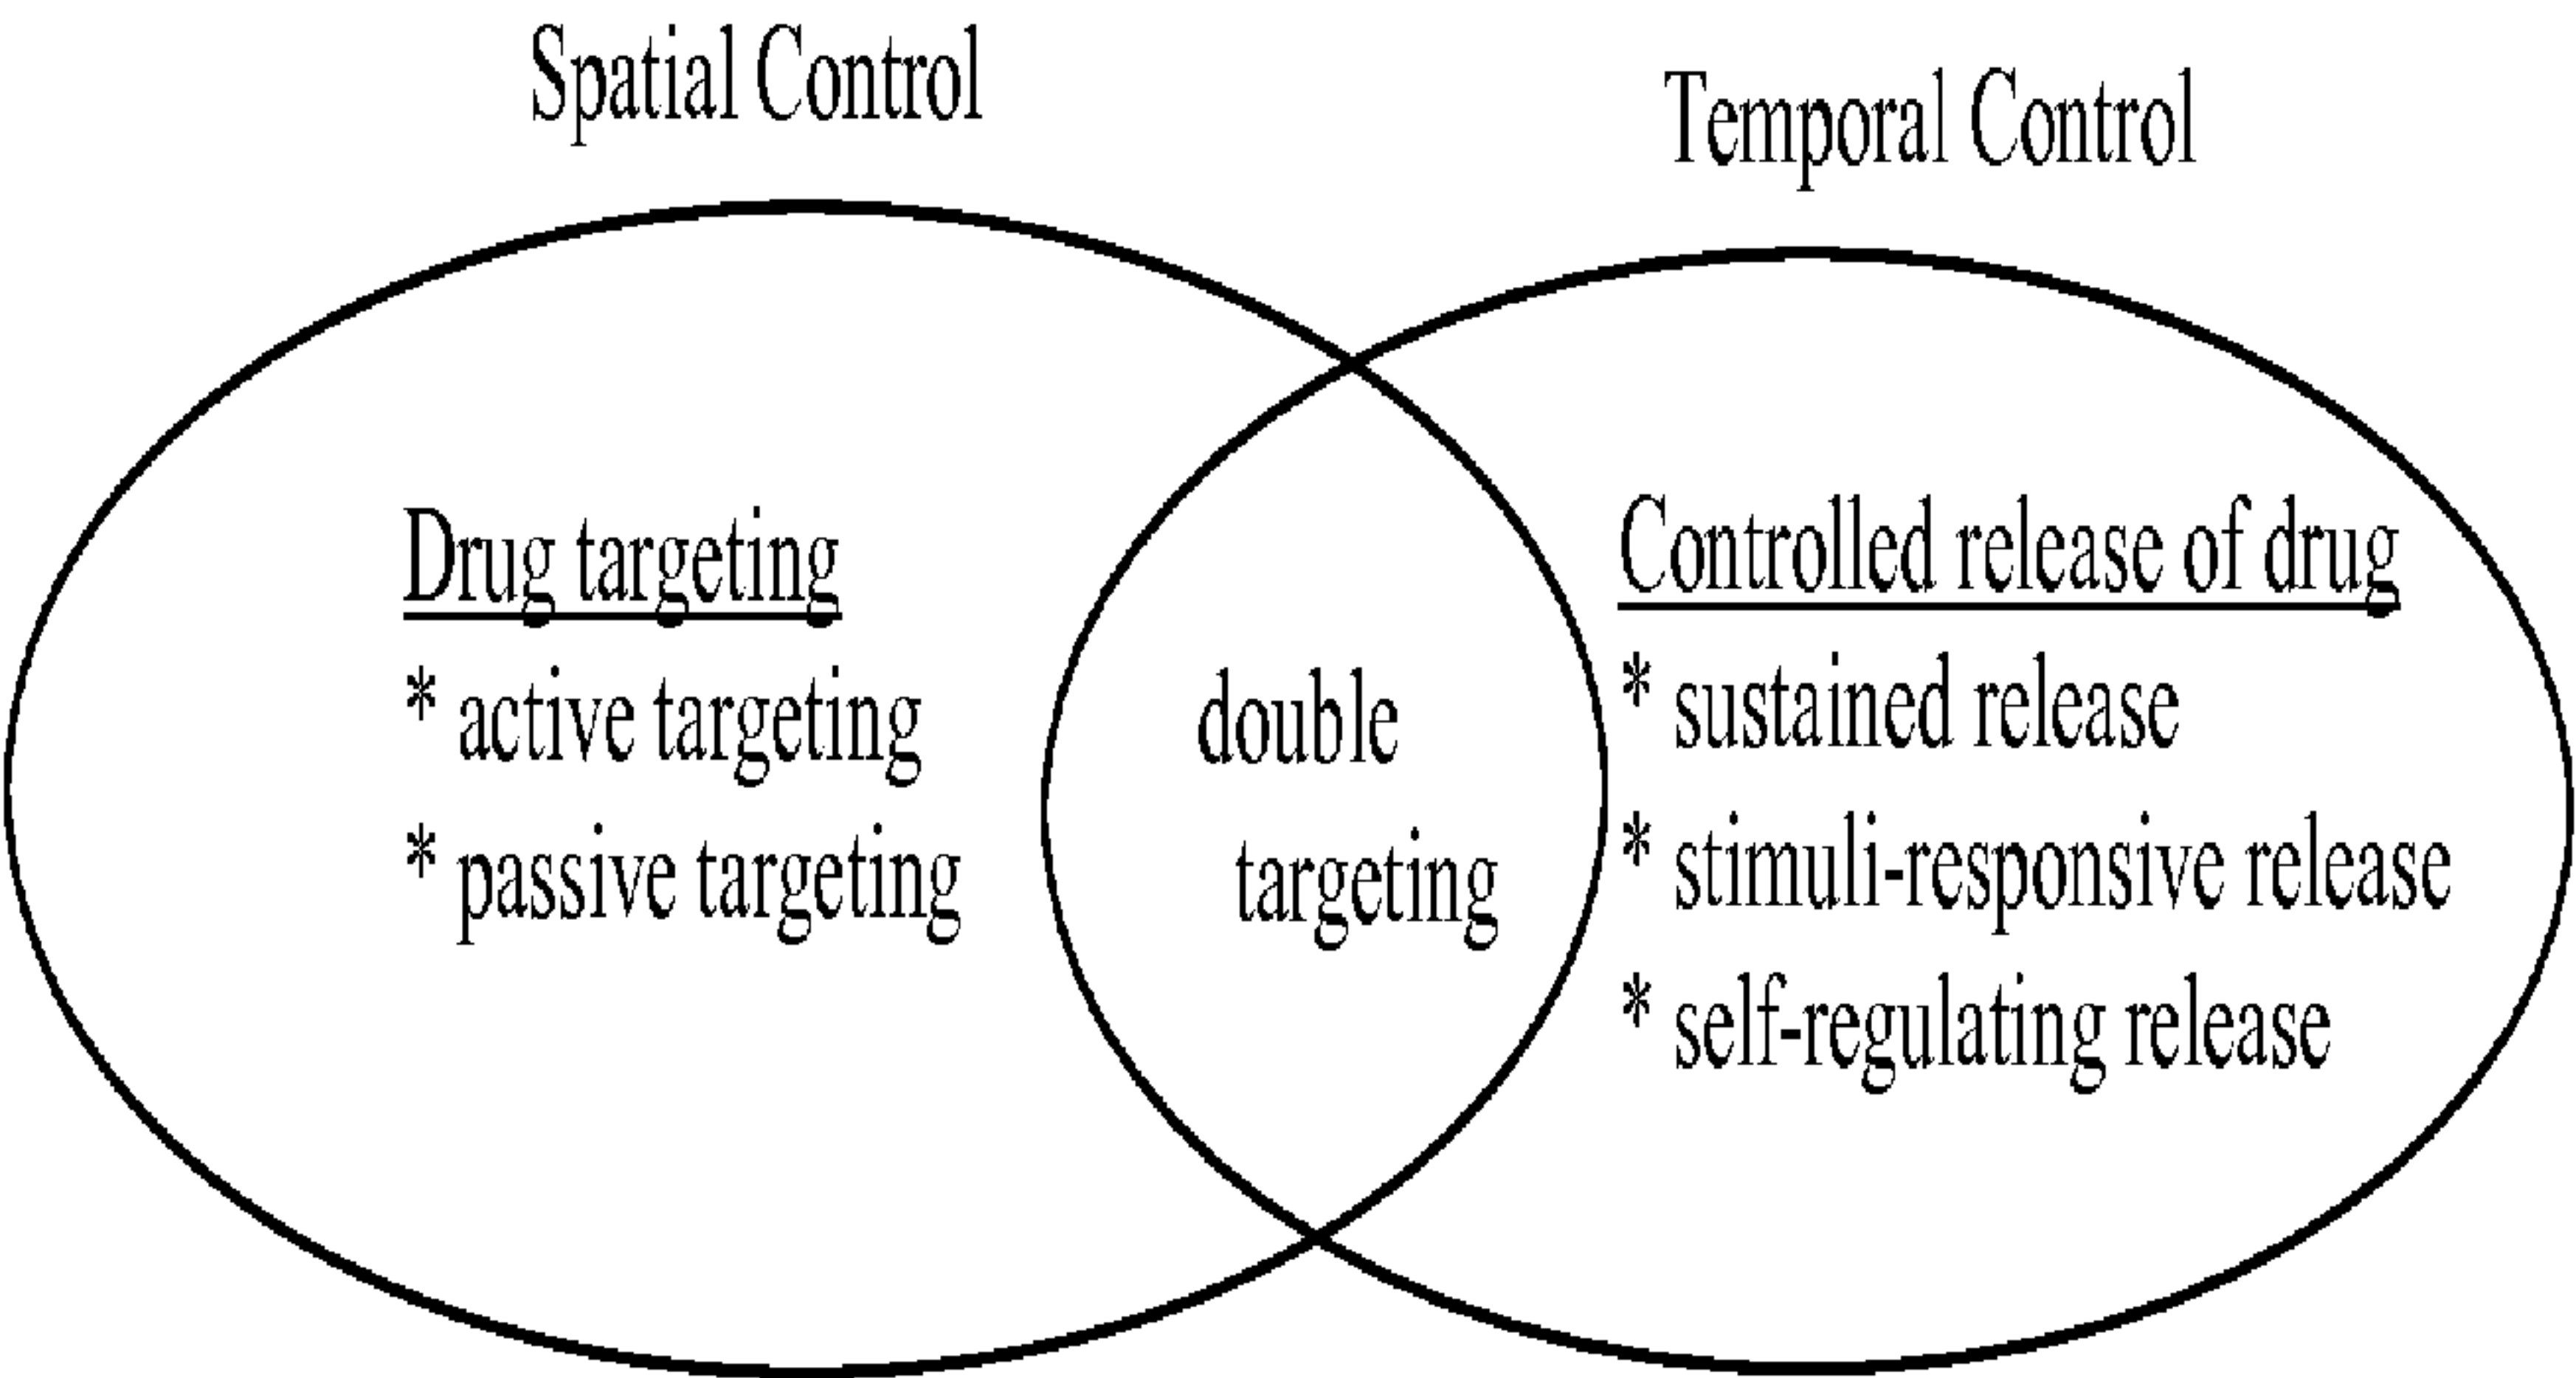 Spatial Control
Temporal Control
Drug targeting
* active targeting
* passive targeting
double
targeting
Controlled release of drug
* sustained release
* stimuli-responsive release
* self-regulating release